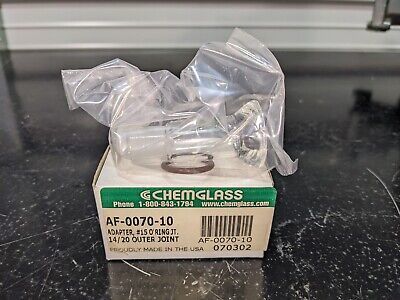 CG CHEMGLASS
Phone 1-800-843-1794 www.chemglass.com
AF-0070-10
ADAPTER, #15 O'RING JT.
14/20 OUTER JOINT AF-0070-10
PROUDLY MADE IN THE USA 070302